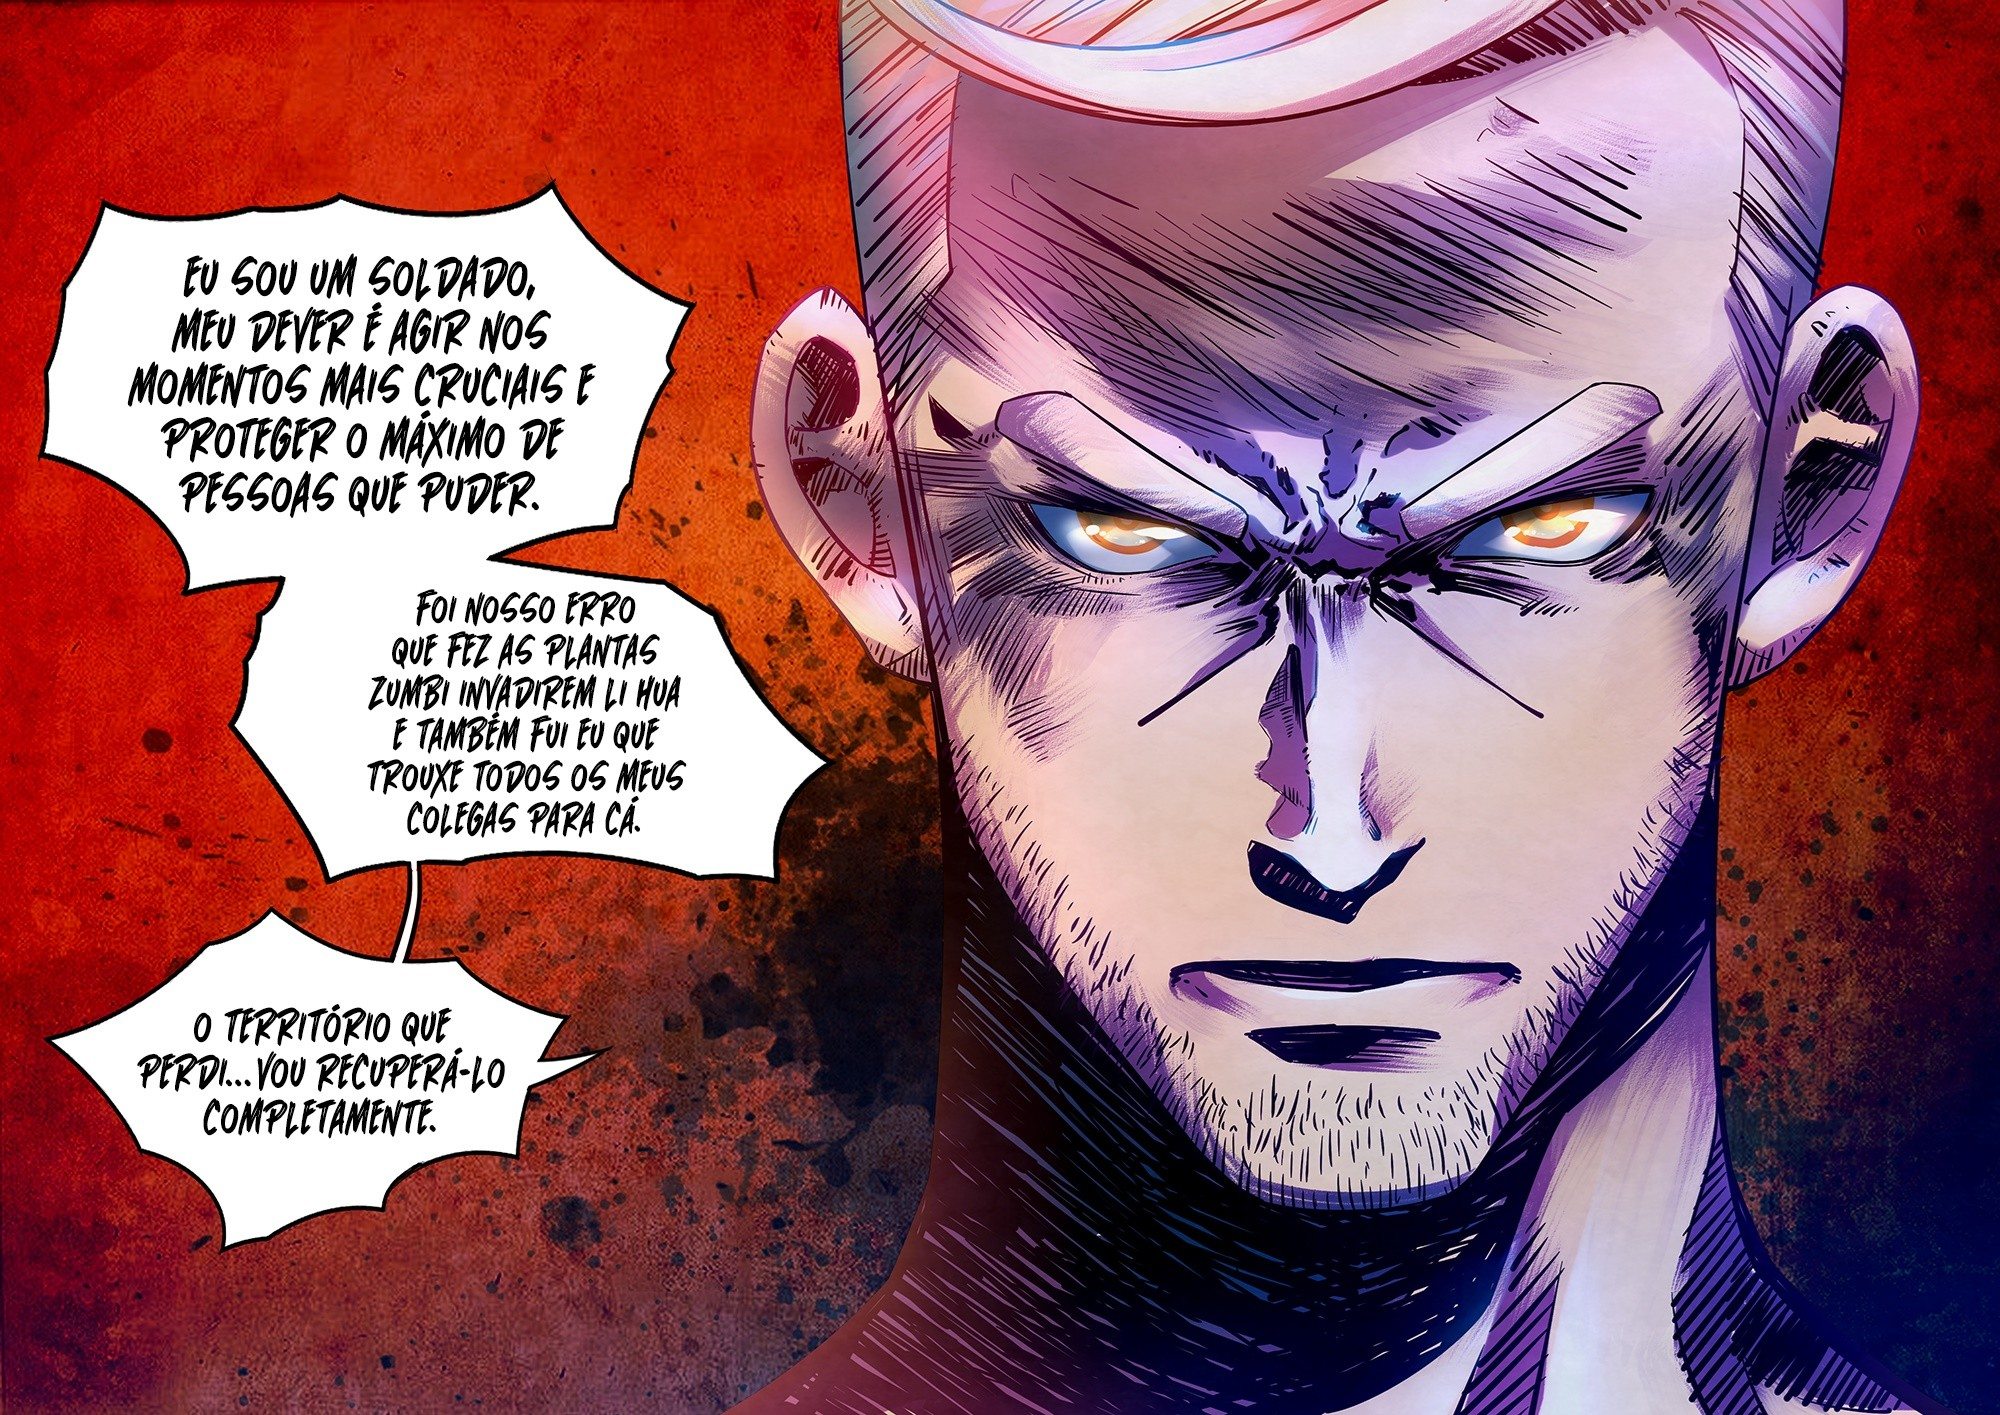 EU SOU UM SOLDADO,
MEU DEVER É AGIR NOS
MOMENTOS MAIS CRUCIAIS E
PROTEGER O MÁXIMO DE
PESSOAS QUE PUDER.
FOI NOSSO ERRO
QUE FEZ AS PLANTAS
ZUMBI INVADIREM LI HUA
E TAMBÉM FUI EU QUE
TROUXE TODOS OS MEUS
COLEGAS PARA CÁ.
O TERRITÓRIO QUE
PERDI...VOU RECUPERÁ-LO
COMPLETAMENTE.